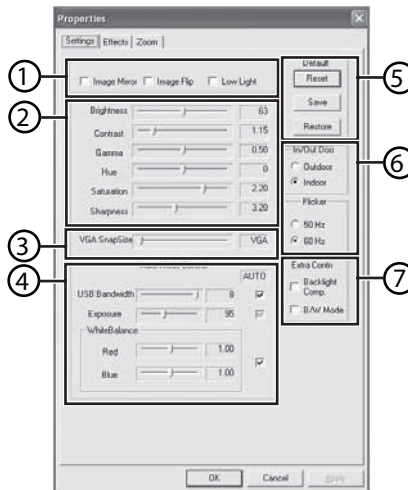 Properties
Settings Effects Zoom
1
Image Mirror Image Flip Low Light
2
Brightness 63
Contrast 1.15
Gamma 0.50
Hue 0
Saturation 2.20
Sharpness 3.20
3
VGA SnapSize VGA
4
AUTO
USB Bandwidth 8
Exposure 95
WhiteBalance
Red 1.00
Blue 1.00
Default
5
Reset
Save
Restore
In/Out Doo
6
Outdoor
Indoor
Flicker
50 Hz
60 Hz
Extra Contr
7
Backlight
Comp.
B/W Mode
OK Cancel Apply